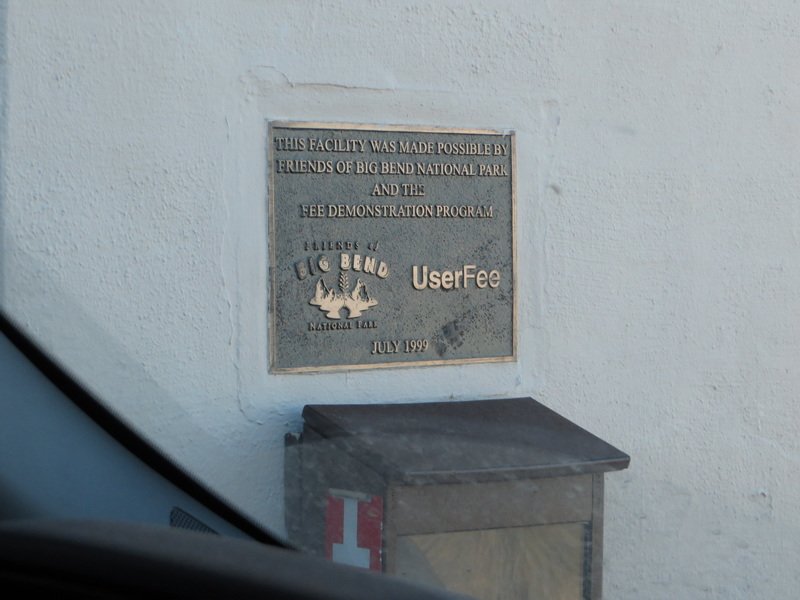 THIS FACILITY WAS MADE POSSIBLE BY
FRIENDS OF BIG BEND NATIONAL PARK
AND THE
FEE DEMONSTRATION PROGRAM
FRIENDS of
BIG BEND
NATIONAL PARK
UserFee
JULY 1999